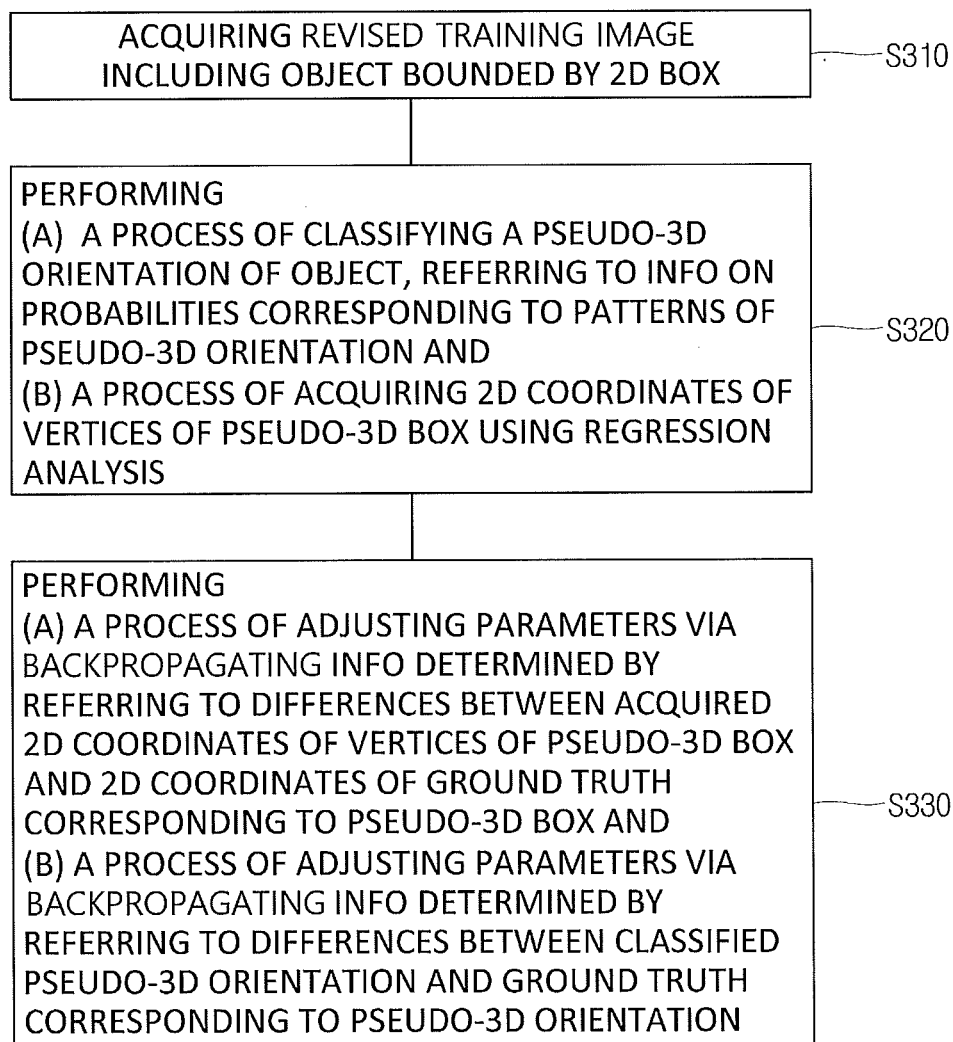 ACQUIRING REVISED TRAINING IMAGE
INCLUDING OBJECT BOUNDED BY 2D BOX
S310
PERFORMING
(A) A PROCESS OF CLASSIFYING A PSEUDO-3D
ORIENTATION OF OBJECT, REFERRING TO INFO ON
PROBABILITIES CORRESPONDING TO PATTERNS OF
PSEUDO-3D ORIENTATION AND
(B) A PROCESS OF ACQUIRING 2D COORDINATES OF
VERTICES OF PSEUDO-3D BOX USING REGRESSION
ANALYSIS
S320
PERFORMING
(A) A PROCESS OF ADJUSTING PARAMETERS VIA
BACKPROPAGATING INFO DETERMINED BY
REFERRING TO DIFFERENCES BETWEEN ACQUIRED
2D COORDINATES OF VERTICES OF PSEUDO-3D BOX
AND 2D COORDINATES OF GROUND TRUTH
CORRESPONDING TO PSEUDO-3D BOX AND
(B) A PROCESS OF ADJUSTING PARAMETERS VIA
BACKPROPAGATING INFO DETERMINED BY
REFERRING TO DIFFERENCES BETWEEN CLASSIFIED
PSEUDO-3D ORIENTATION AND GROUND TRUTH
CORRESPONDING TO PSEUDO-3D ORIENTATION
S330